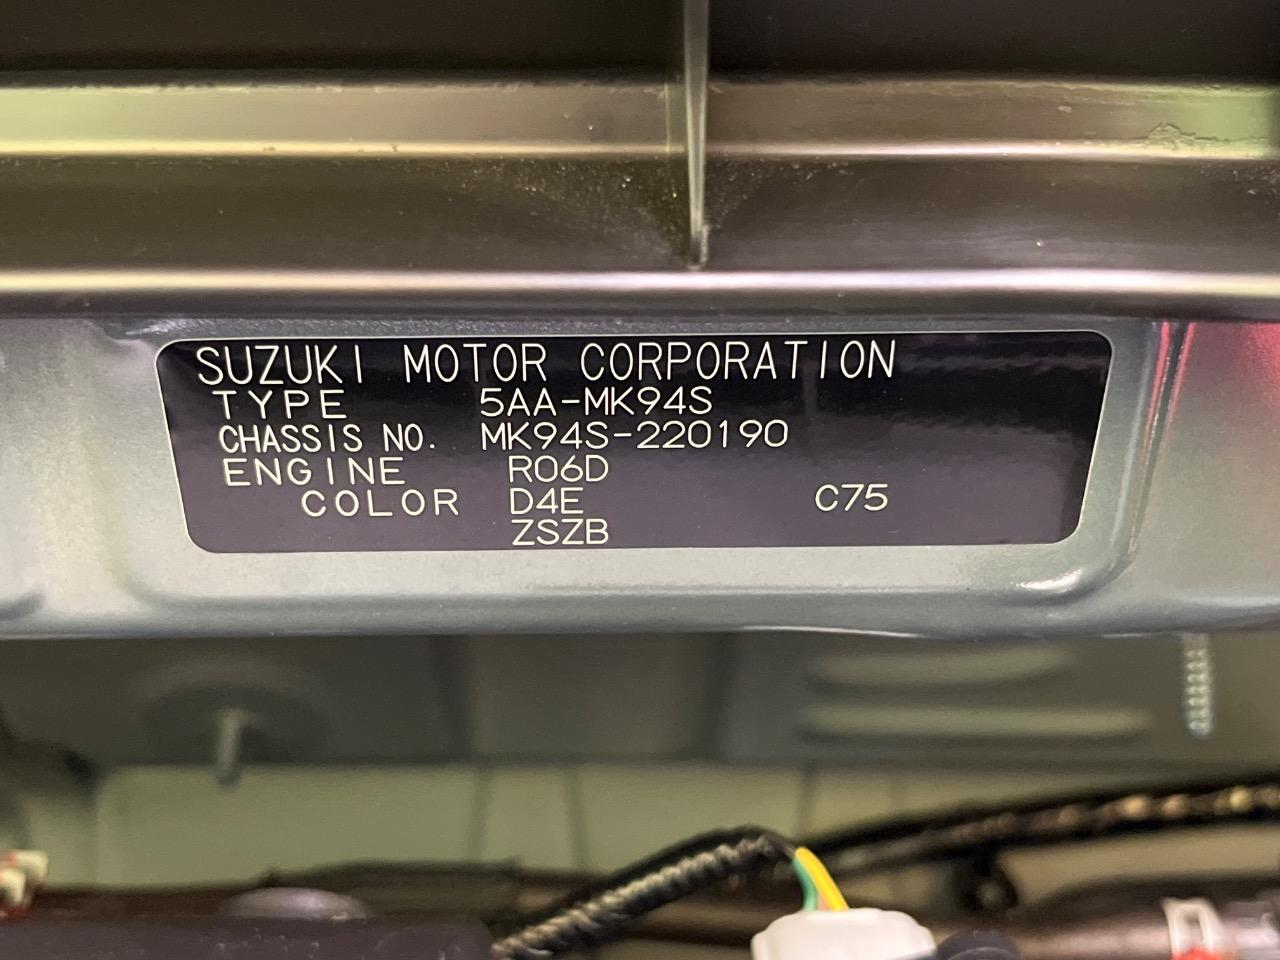 SUZUKI MOTOR CORPORATION
TYPE 5AA-MK94S
CHASSIS NO. MK94S-220190
ENGINE R06D
COLOR D4E C75
ZSZB